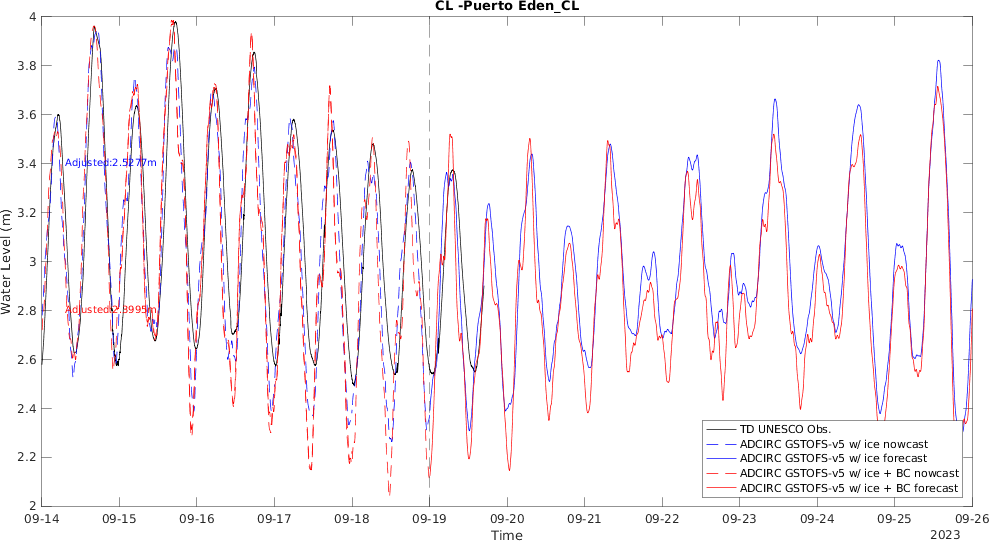 CL -Puerto Eden_CL
Water Level (m)
4
3.8
3.6
3.4
3.2
3
2.8
2.6
2.4
2.2
2
Adjusted:2.5277m
Adjusted:2.3995m
TD UNESCO Obs.
ADCIRC GSTOFS-v5 w/ ice nowcast
ADCIRC GSTOFS-v5 w/ ice forecast
ADCIRC GSTOFS-v5 w/ ice + BC nowcast
ADCIRC GSTOFS-v5 w/ ice + BC forecast
09-14 09-15 09-16 09-17 09-18 09-19 09-20 09-21 09-22 09-23 09-24 09-25 09-26
Time
2023